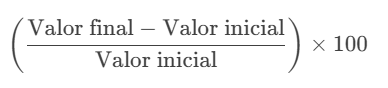 (Valor final − Valor inicial / Valor inicial) × 100